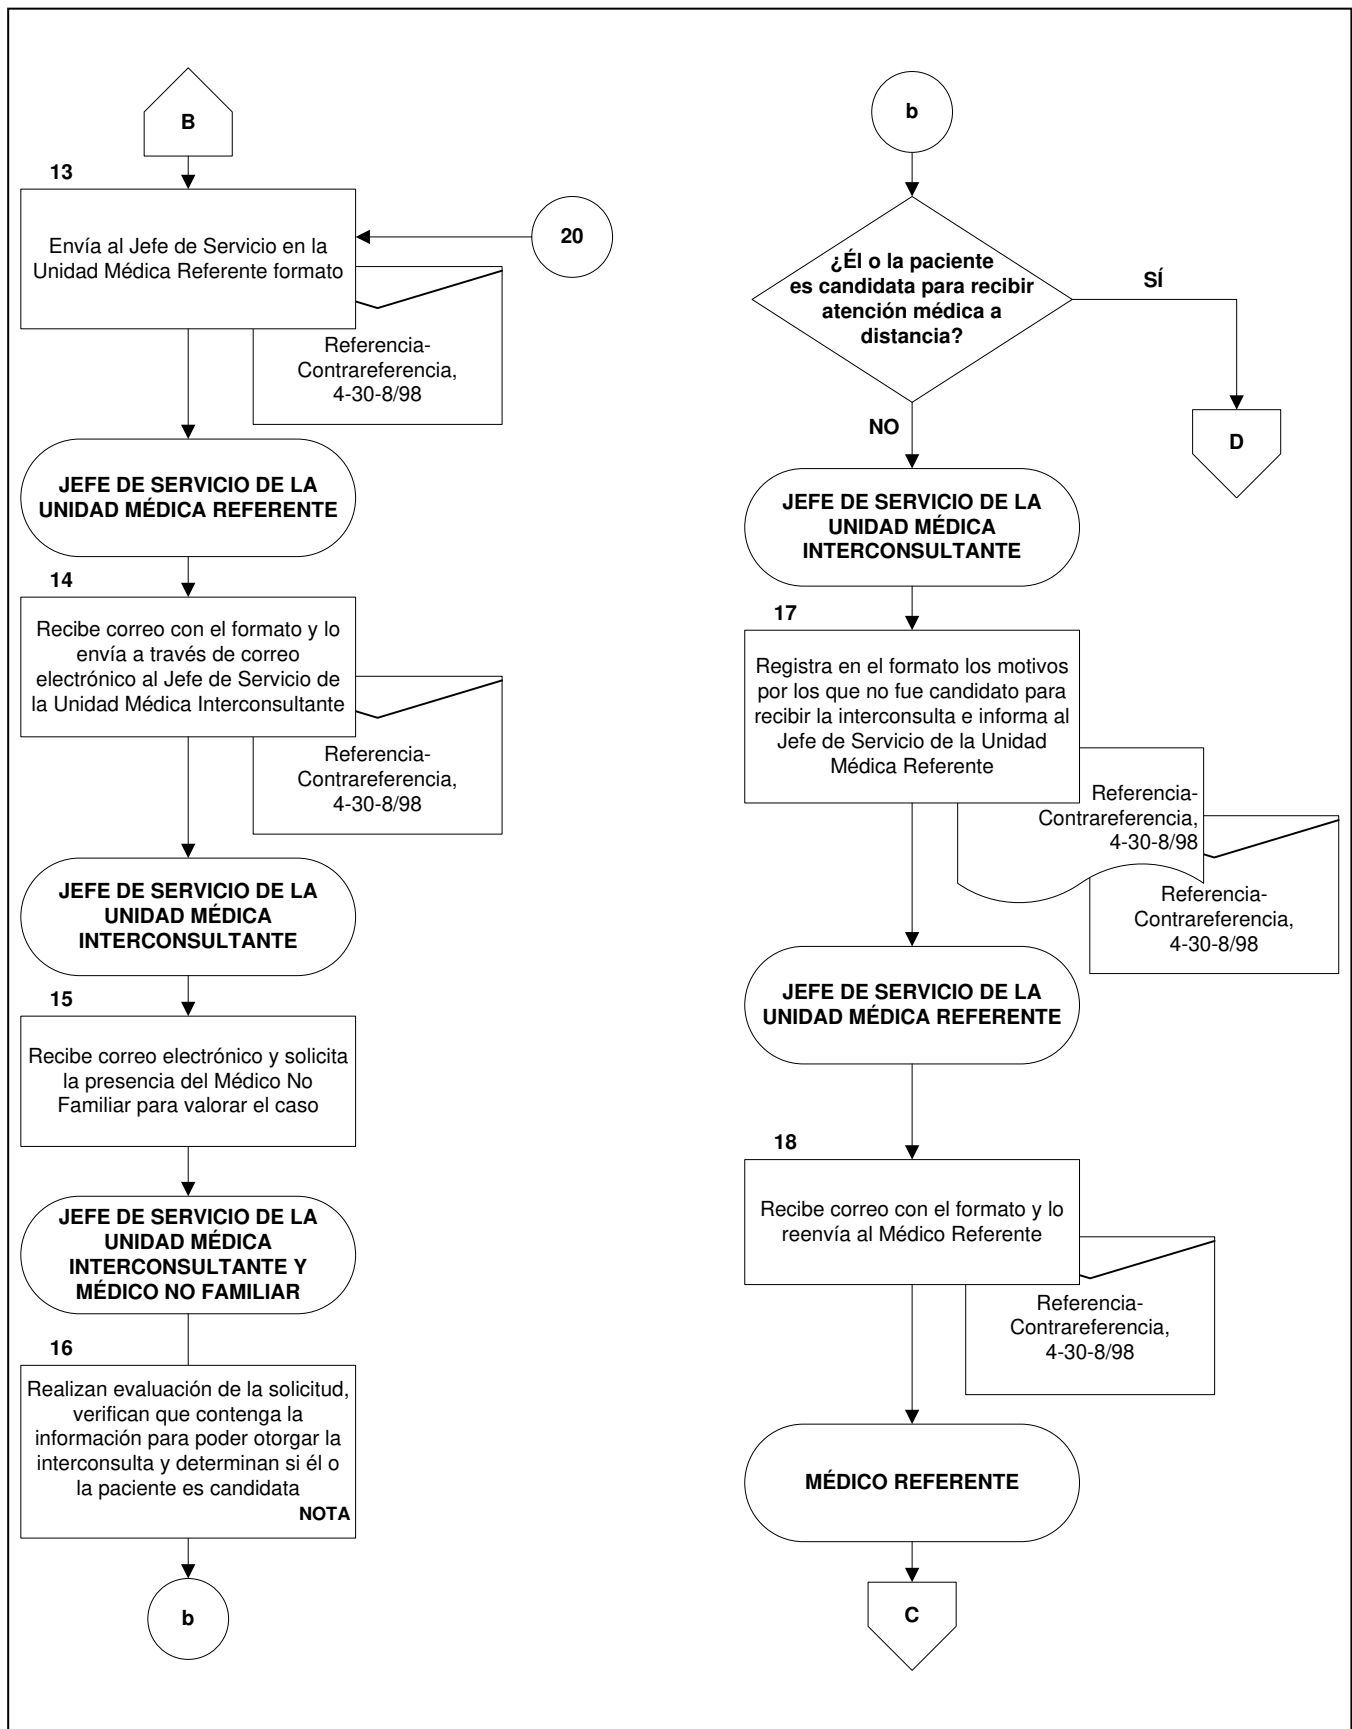 B
13
Envía al Jefe de Servicio en la
Unidad Médica Referente formato
20
Referencia-
Contrareferencia,
4-30-8/98
JEFE DE SERVICIO DE LA
UNIDAD MÉDICA REFERENTE
14
Recibe correo con el formato y lo
envía a través de correo
electrónico al Jefe de Servicio de
la Unidad Médica Interconsultante
Referencia-
Contrareferencia,
4-30-8/98
JEFE DE SERVICIO DE LA
UNIDAD MÉDICA
INTERCONSULTANTE
15
Recibe correo electrónico y solicita
la presencia del Médico No
Familiar para valorar el caso
JEFE DE SERVICIO DE LA
UNIDAD MÉDICA
INTERCONSULTANTE Y
MÉDICO NO FAMILIAR
16
Realizan evaluación de la solicitud,
verifican que contenga la
información para poder otorgar la
interconsulta y determinan si él o
la paciente es candidata
NOTA
b
b
¿Él o la paciente
es candidata para recibir
atención médica a
distancia?
SÍ
D
NO
JEFE DE SERVICIO DE LA
UNIDAD MÉDICA
INTERCONSULTANTE
17
Registra en el formato los motivos
por los que no fue candidato para
recibir la interconsulta e informa al
Jefe de Servicio de la Unidad
Médica Referente
Referencia-
Contrareferencia,
4-30-8/98
Referencia-
Contrareferencia,
4-30-8/98
JEFE DE SERVICIO DE LA
UNIDAD MÉDICA REFERENTE
18
Recibe correo con el formato y lo
reenvía al Médico Referente
Referencia-
Contrareferencia,
4-30-8/98
MÉDICO REFERENTE
C